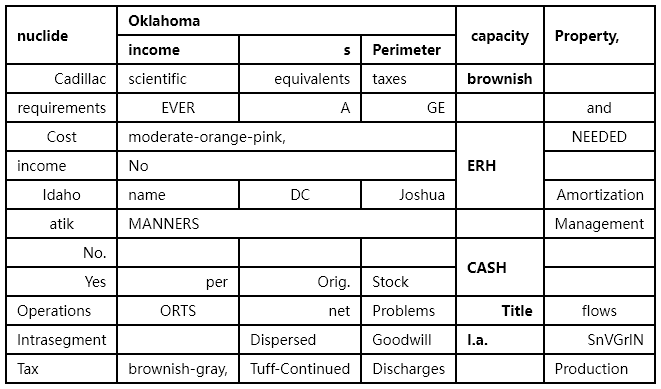 nuclide Oklahoma capacity Property,
income s Perimeter
Cadillac scientific equivalents taxes brownish
requirements EVER A GE and
Cost moderate-orange-pink, ERH NEEDED
income No
Idaho name DC Joshua Amortization
atik MANNERS Management
No. CASH
Yes per Orig. Stock
Operations ORTS net Problems Title flows
Intrasegment Dispersed Goodwill I.a. SnVGrIN
Tax brownish-gray, Tuff-Continued Discharges Production